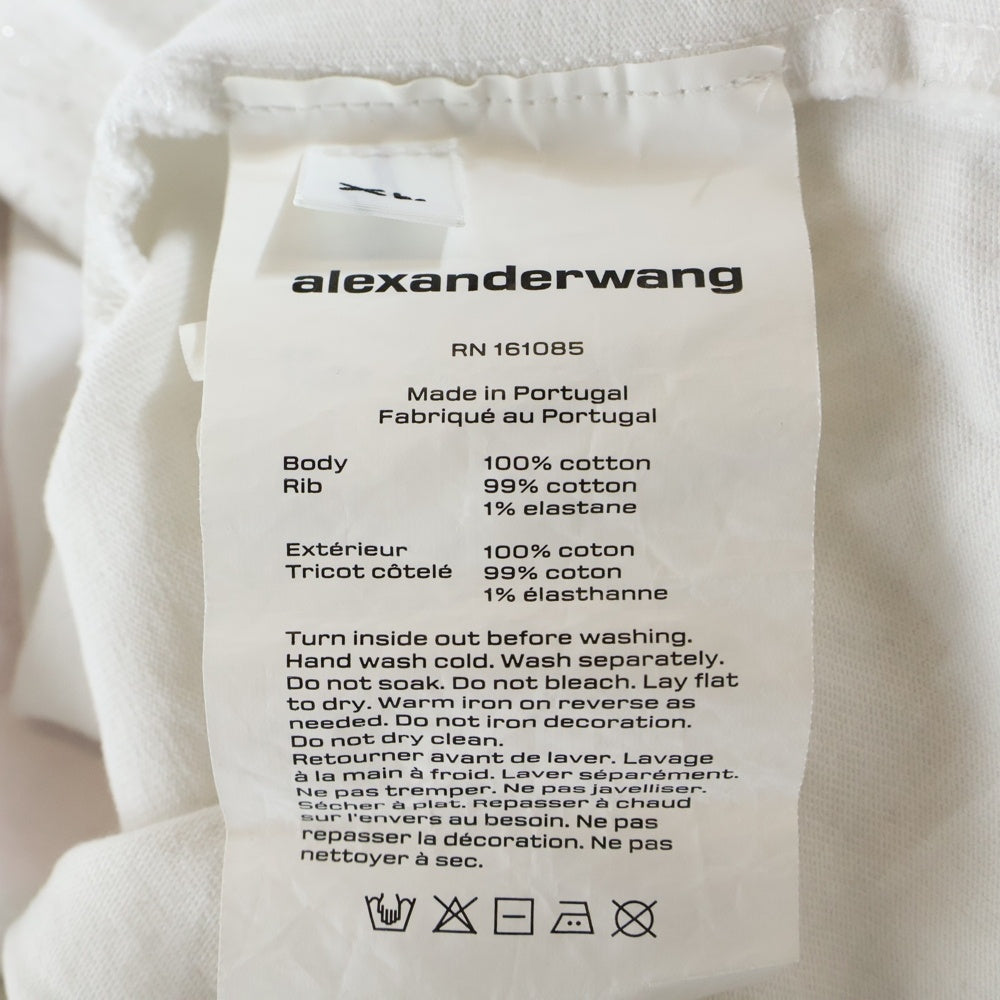 alexanderwang
RN 161085
Made in Portugal
Fabriqué au Portugal
Body 100% cotton
Rib 99% cotton
1% elastane
Extérieur 100% coton
Tricot côtelé 99% coton
1% élasthanne
Turn inside out before washing.
Hand wash cold. Wash separately.
Do not soak. Do not bleach. Lay flat
to dry. Warm iron on reverse as
needed. Do not iron decoration.
Do not dry clean.
Retourner avant de laver. Lavage
à la main à froid. Laver séparément.
Ne pas tremper. Ne pas javelliser.
Sécher à plat. Repasser à chaud
sur l'envers au besoin. Ne pas
repasser la décoration. Ne pas
nettoyer à sec.